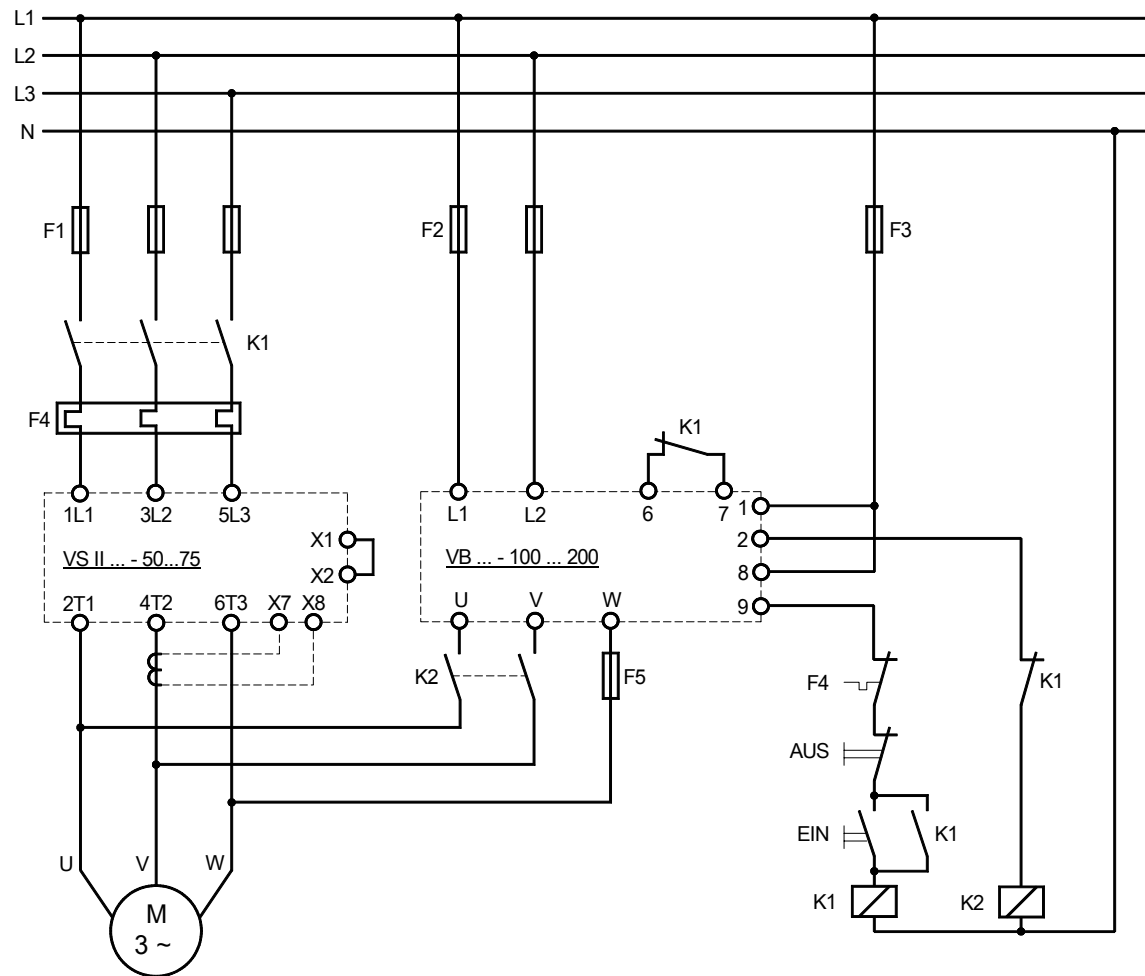 L1
L2
L3
N
F1
F2
F3
K1
F4
K1
1L1 3L2 5L3
L1 L2 6 7 1
X1
2
VS II ... - 50...75
VB ... - 100 ... 200
X2
8
2T1 4T2 6T3 X7 X8
U V W
9
K2
F5
F4
K1
AUS
EIN
K1
U V W
K1
K2
M
3 ~